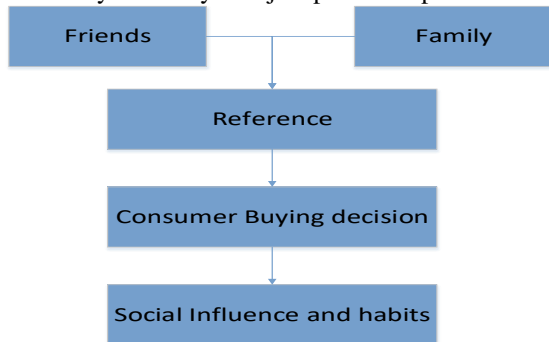 Friends
Family
Reference
Consumer Buying decision
Social Influence and habits